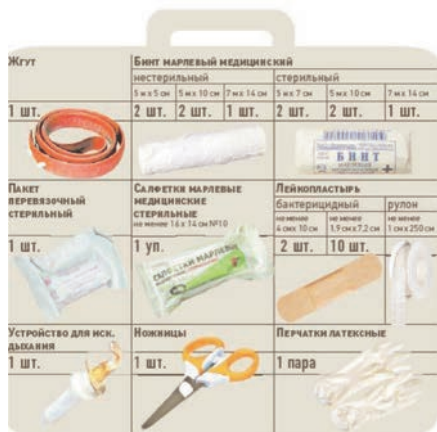 Жгут
Бинт марлевый медицинский
нестерильный стерильный
5 м х 5 см 5 м х 10 см 7 м х 14 см 5 м х 7 см 5 м х 10 см 7 м х 14 см
1 шт. 2 шт. 2 шт. 1 шт. 2 шт. 2 шт. 1 шт.
БИНТ
Пакет перевязочный стерильный
1 шт.
Салфетки марлевые медицинские стерильные
не менее 16 х 14 см №10
1 уп.
САЛФЕТКИ МАРЛЕВЫЕ
Лейкопластырь
бактерицидный рулон
не менее 4 см х 10 см не менее 1,9 см х 7,2 см не менее 1 см х 250 см
2 шт. 10 шт.
Устройство для иск. дыхания
1 шт.
Ножницы
1 шт.
Перчатки латексные
1 пара